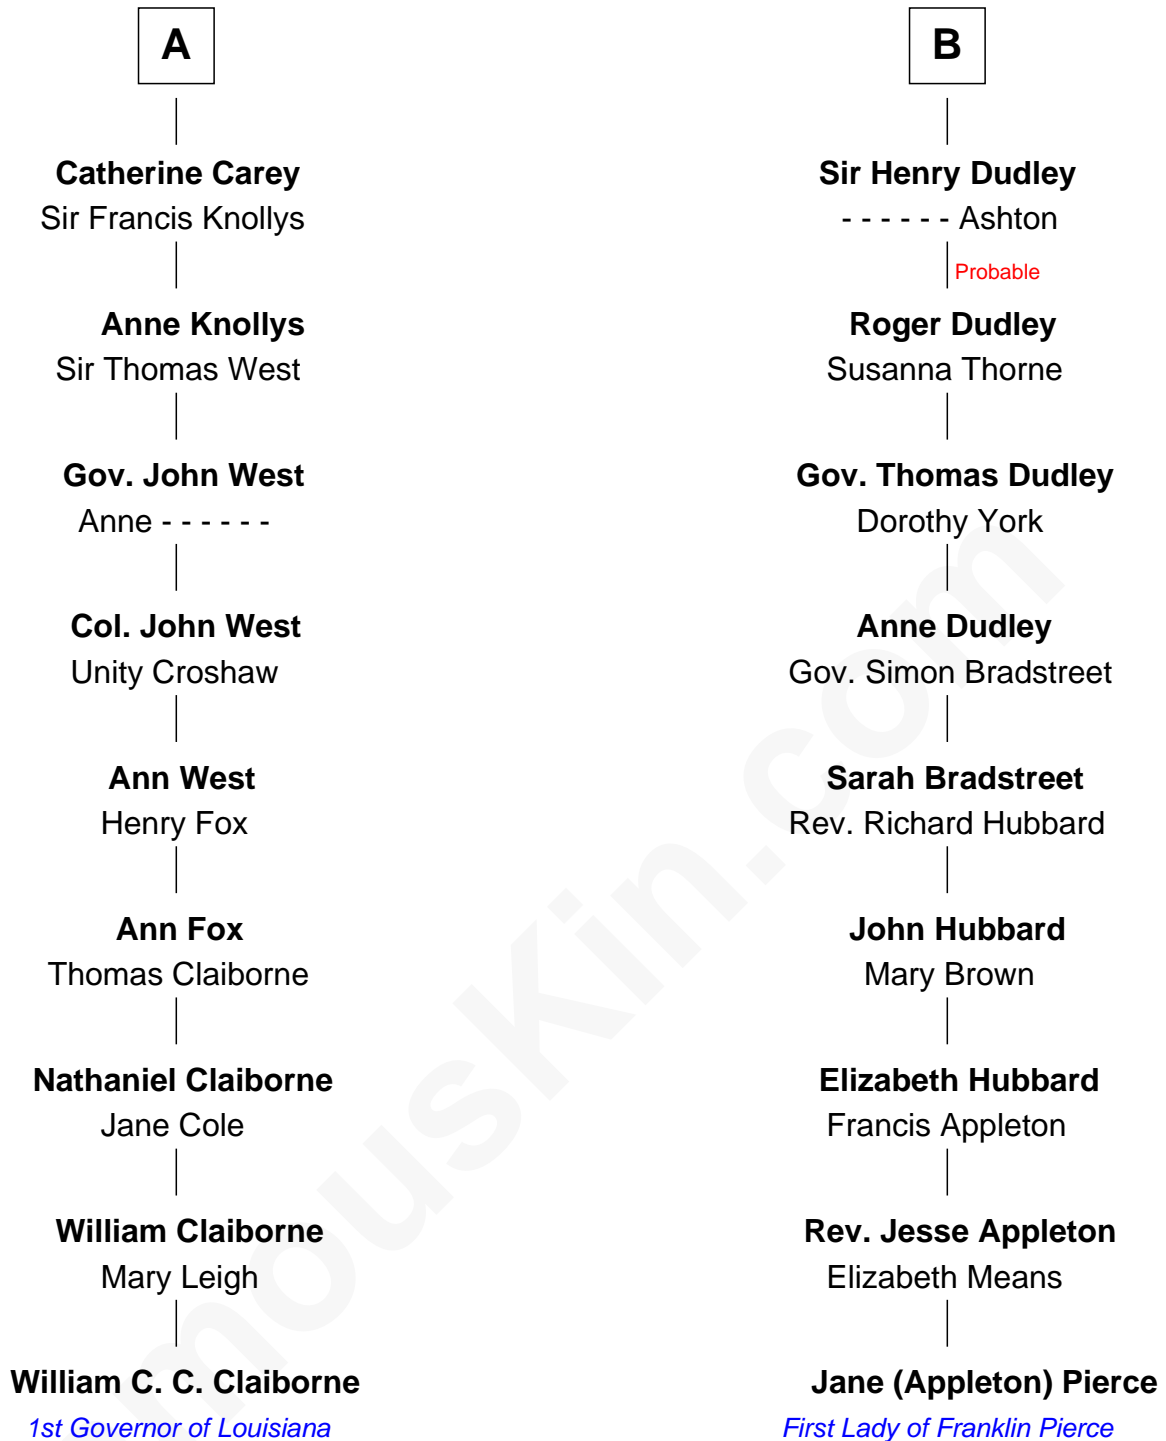 A
Catherine Carey
Sir Francis Knollys
Anne Knollys
Sir Thomas West
Gov. John West
Anne - - - - - -
Col. John West
Unity Croshaw
Ann West
Henry Fox
Ann Fox
Thomas Claiborne
Nathaniel Claiborne
Jane Cole
William Claiborne
Mary Leigh
William C. C. Claiborne
1st Governor of Louisiana
B
Sir Henry Dudley
- - - - - - Ashton
Probable
Roger Dudley
Susanna Thorne
Gov. Thomas Dudley
Dorothy York
Anne Dudley
Gov. Simon Bradstreet
Sarah Bradstreet
Rev. Richard Hubbard
John Hubbard
Mary Brown
Elizabeth Hubbard
Francis Appleton
Rev. Jesse Appleton
Elizabeth Means
Jane (Appleton) Pierce
First Lady of Franklin Pierce
mousKin.com